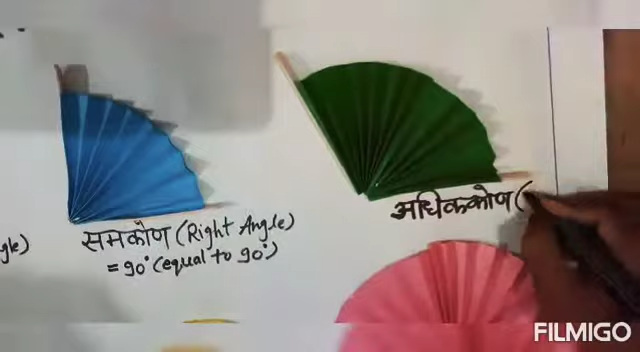 gle)
समकोण (Right Angle)
= 90° (equal to 90°)
अधिककोण (
FILMIGO